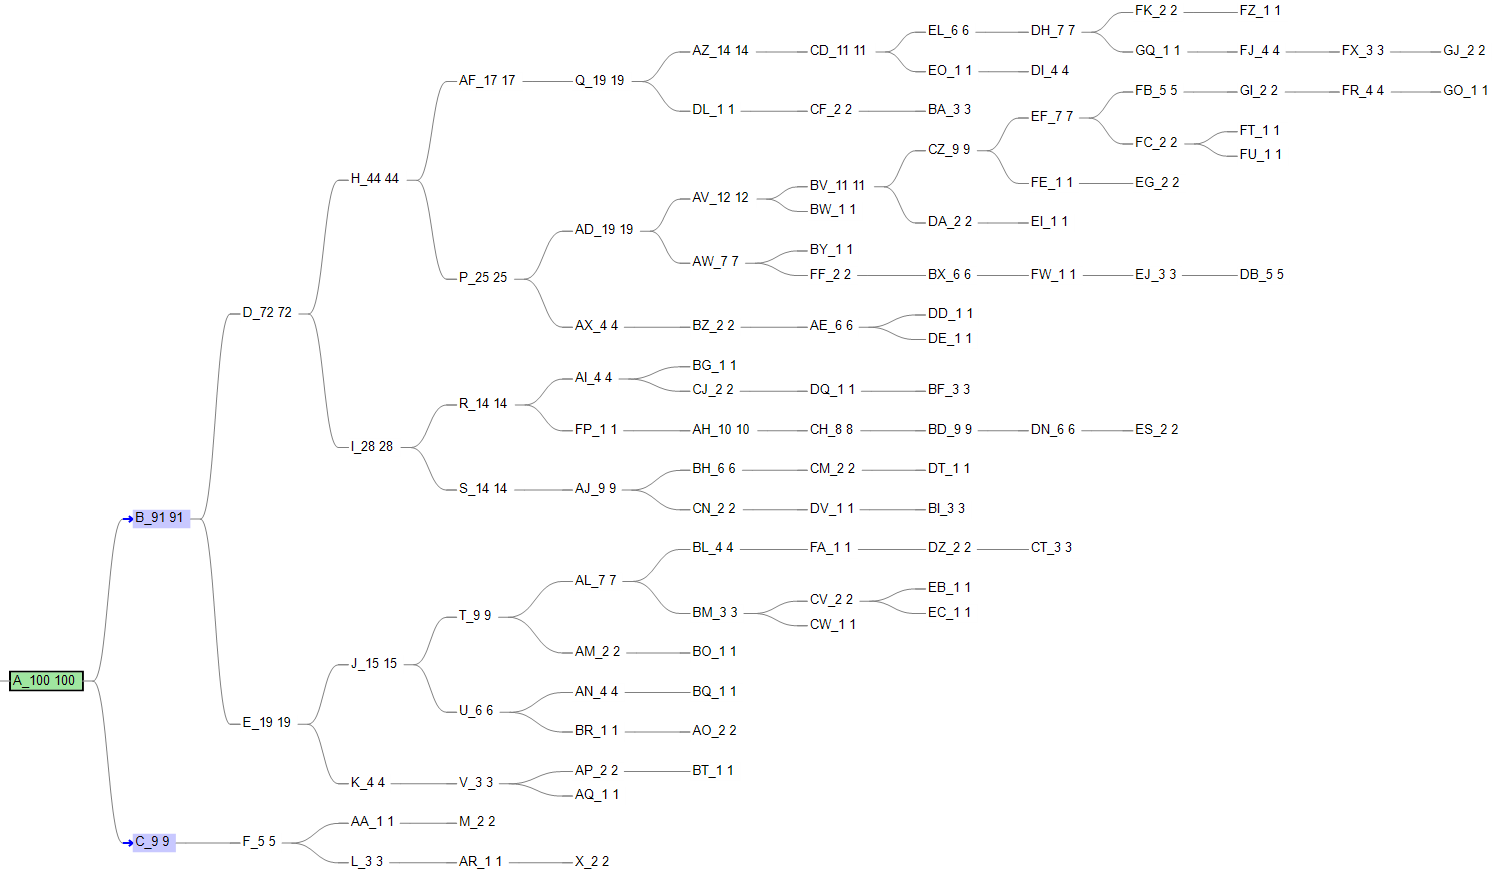 FK_2 2
FZ_1 1
EL_6 6
DH_7 7
AZ_14 14
CD_11 11
GQ_1 1
FJ_4 4
FX_3 3
GJ_2 2
EO_1 1
DI_4 4
AF_17 17
Q_19 19
FB_5 5
GI_2 2
FR_4 4
GO_1 1
DL_1 1
CF_2 2
BA_3 3
EF_7 7
FT_1 1
FC_2 2
CZ_9 9
FU_1 1
H_44 44
BV_11 11
FE_1 1
EG_2 2
AV_12 12
BW_1 1
DA_2 2
EI_1 1
AD_19 19
BY_1 1
AW_7 7
P_25 25
FF_2 2
BX_6 6
FW_1 1
EJ_3 3
DB_5 5
D_72 72
DD_1 1
AX_4 4
BZ_2 2
AE_6 6
DE_1 1
BG_1 1
AI_4 4
CJ_2 2
DQ_1 1
BF_3 3
R_14 14
FP_1 1
AH_10 10
CH_8 8
BD_9 9
DN_6 6
ES_2 2
I_28 28
BH_6 6
CM_2 2
DT_1 1
S_14 14
AJ_9 9
CN_2 2
DV_1 1
BI_3 3
B_91 91
BL_4 4
FA_1 1
DZ_2 2
CT_3 3
AL_7 7
EB_1 1
CV_2 2
BM_3 3
EC_1 1
T_9 9
CW_1 1
AM_2 2
BO_1 1
J_15 15
A_100 100
AN_4 4
BQ_1 1
U_6 6
E_19 19
BR_1 1
AO_2 2
AP_2 2
BT_1 1
K_4 4
V_3 3
AQ_1 1
AA_1 1
M_2 2
C_9 9
F_5 5
L_3 3
AR_1 1
X_2 2